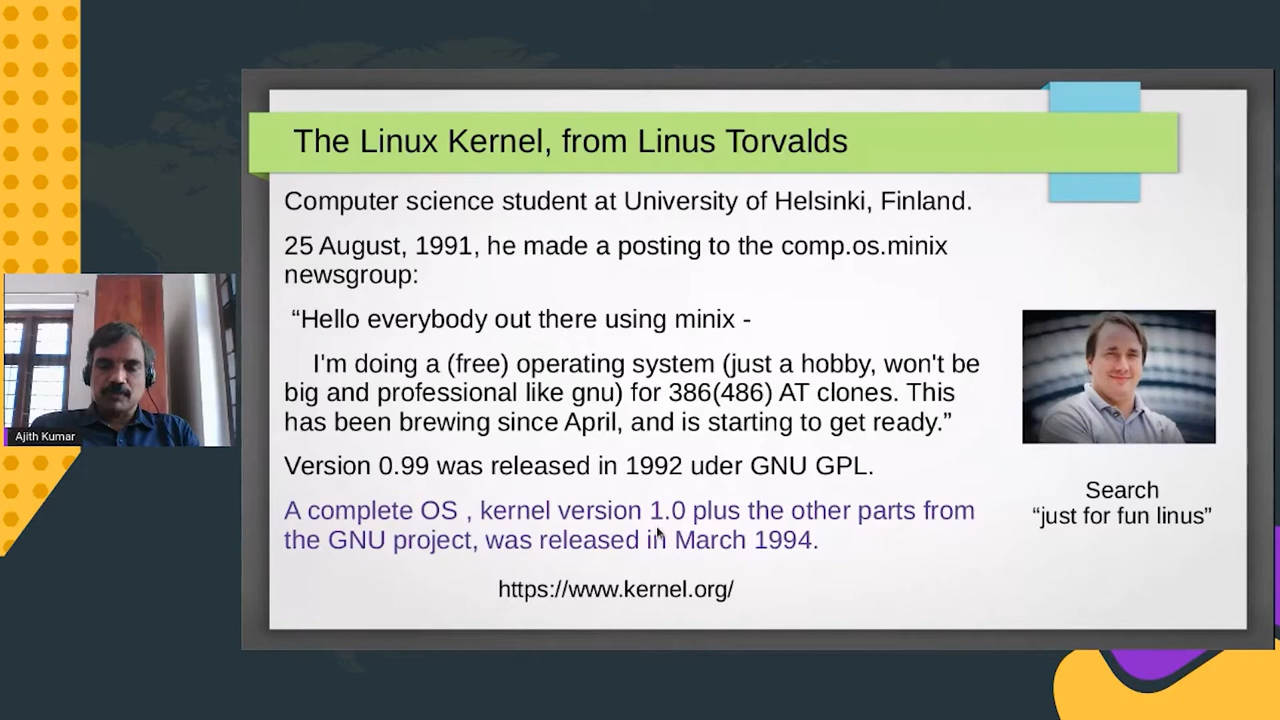 The Linux Kernel, from Linus Torvalds
Computer science student at University of Helsinki, Finland.
25 August, 1991, he made a posting to the comp.os.minix
newsgroup:
“Hello everybody out there using minix -
I'm doing a (free) operating system (just a hobby, won't be
big and professional like gnu) for 386(486) AT clones. This
has been brewing since April, and is starting to get ready.”
Version 0.99 was released in 1992 uder GNU GPL.
A complete OS , kernel version 1.0 plus the other parts from
the GNU project, was released in March 1994.
https://www.kernel.org/
Search
“just for fun linus”
Ajith Kumar